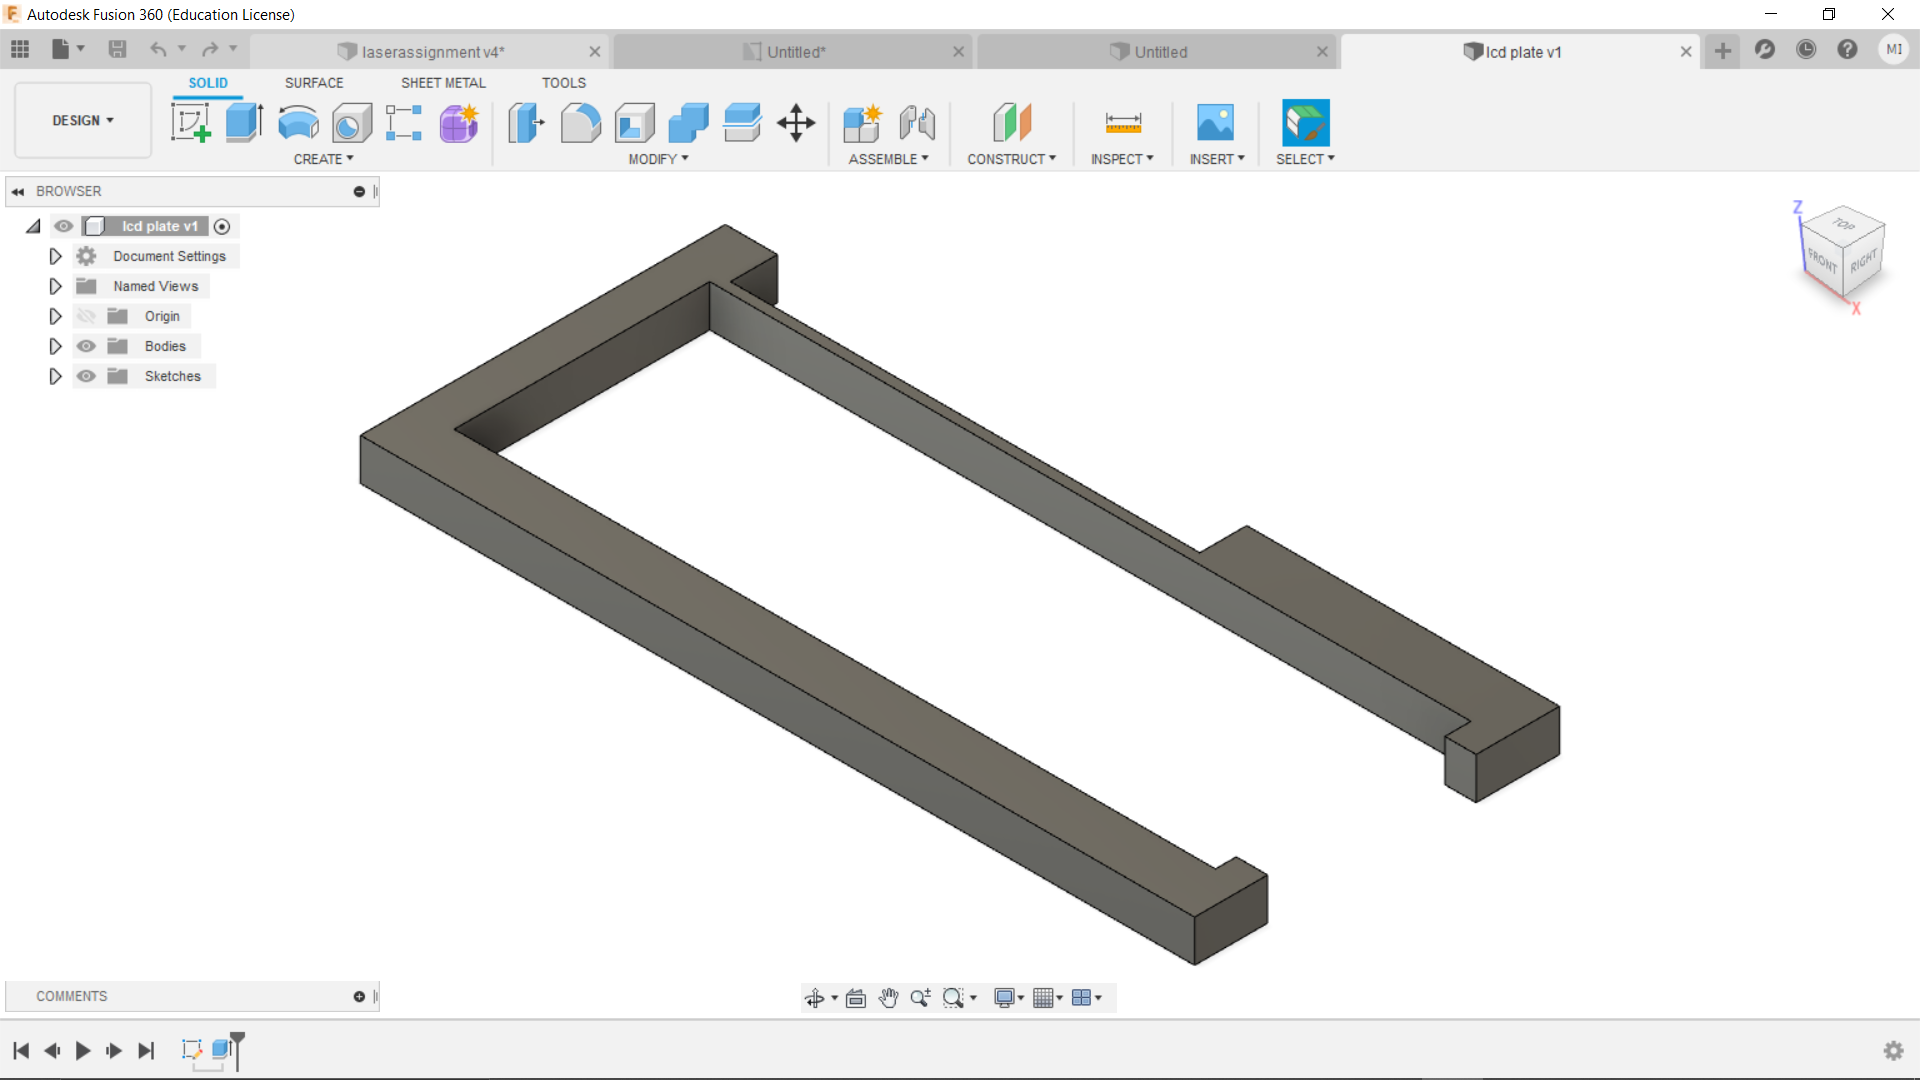 Autodesk Fusion 360 (Education License)
laserassignment v4*
Untitled*
Untitled
lcd plate v1
MI
SOLID
SURFACE
SHEET METAL
TOOLS
DESIGN
CREATE
MODIFY
ASSEMBLE
CONSTRUCT
INSPECT
INSERT
SELECT
BROWSER
lcd plate v1
Document Settings
Named Views
Origin
Bodies
Sketches
Z
TOP
FRONT
RIGHT
X
COMMENTS